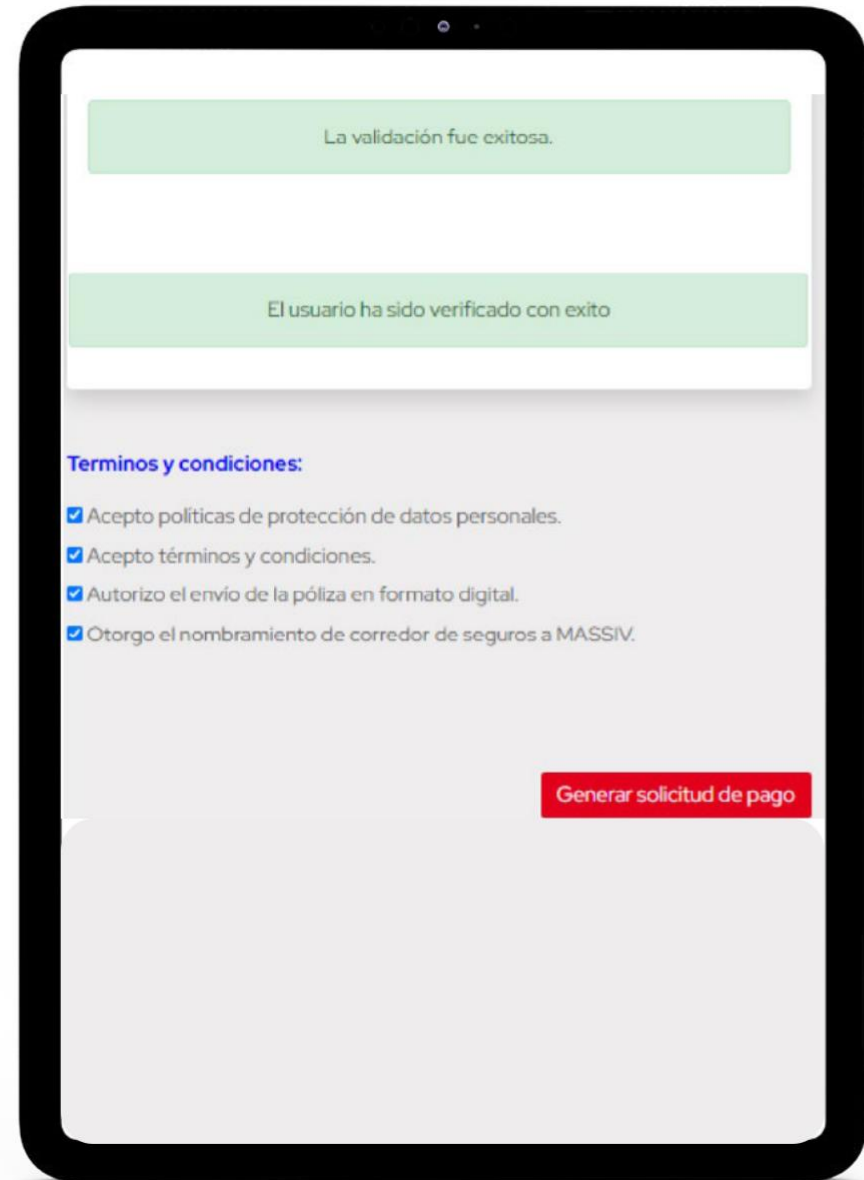 La validación fue exitosa.
El usuario ha sido verificado con exito
Terminos y condiciones:
Acepto políticas de protección de datos personales.
Acepto términos y condiciones.
Autorizo el envío de la póliza en formato digital.
Otorgo el nombramiento de corredor de seguros a MASSIV.
Generar solicitud de pago